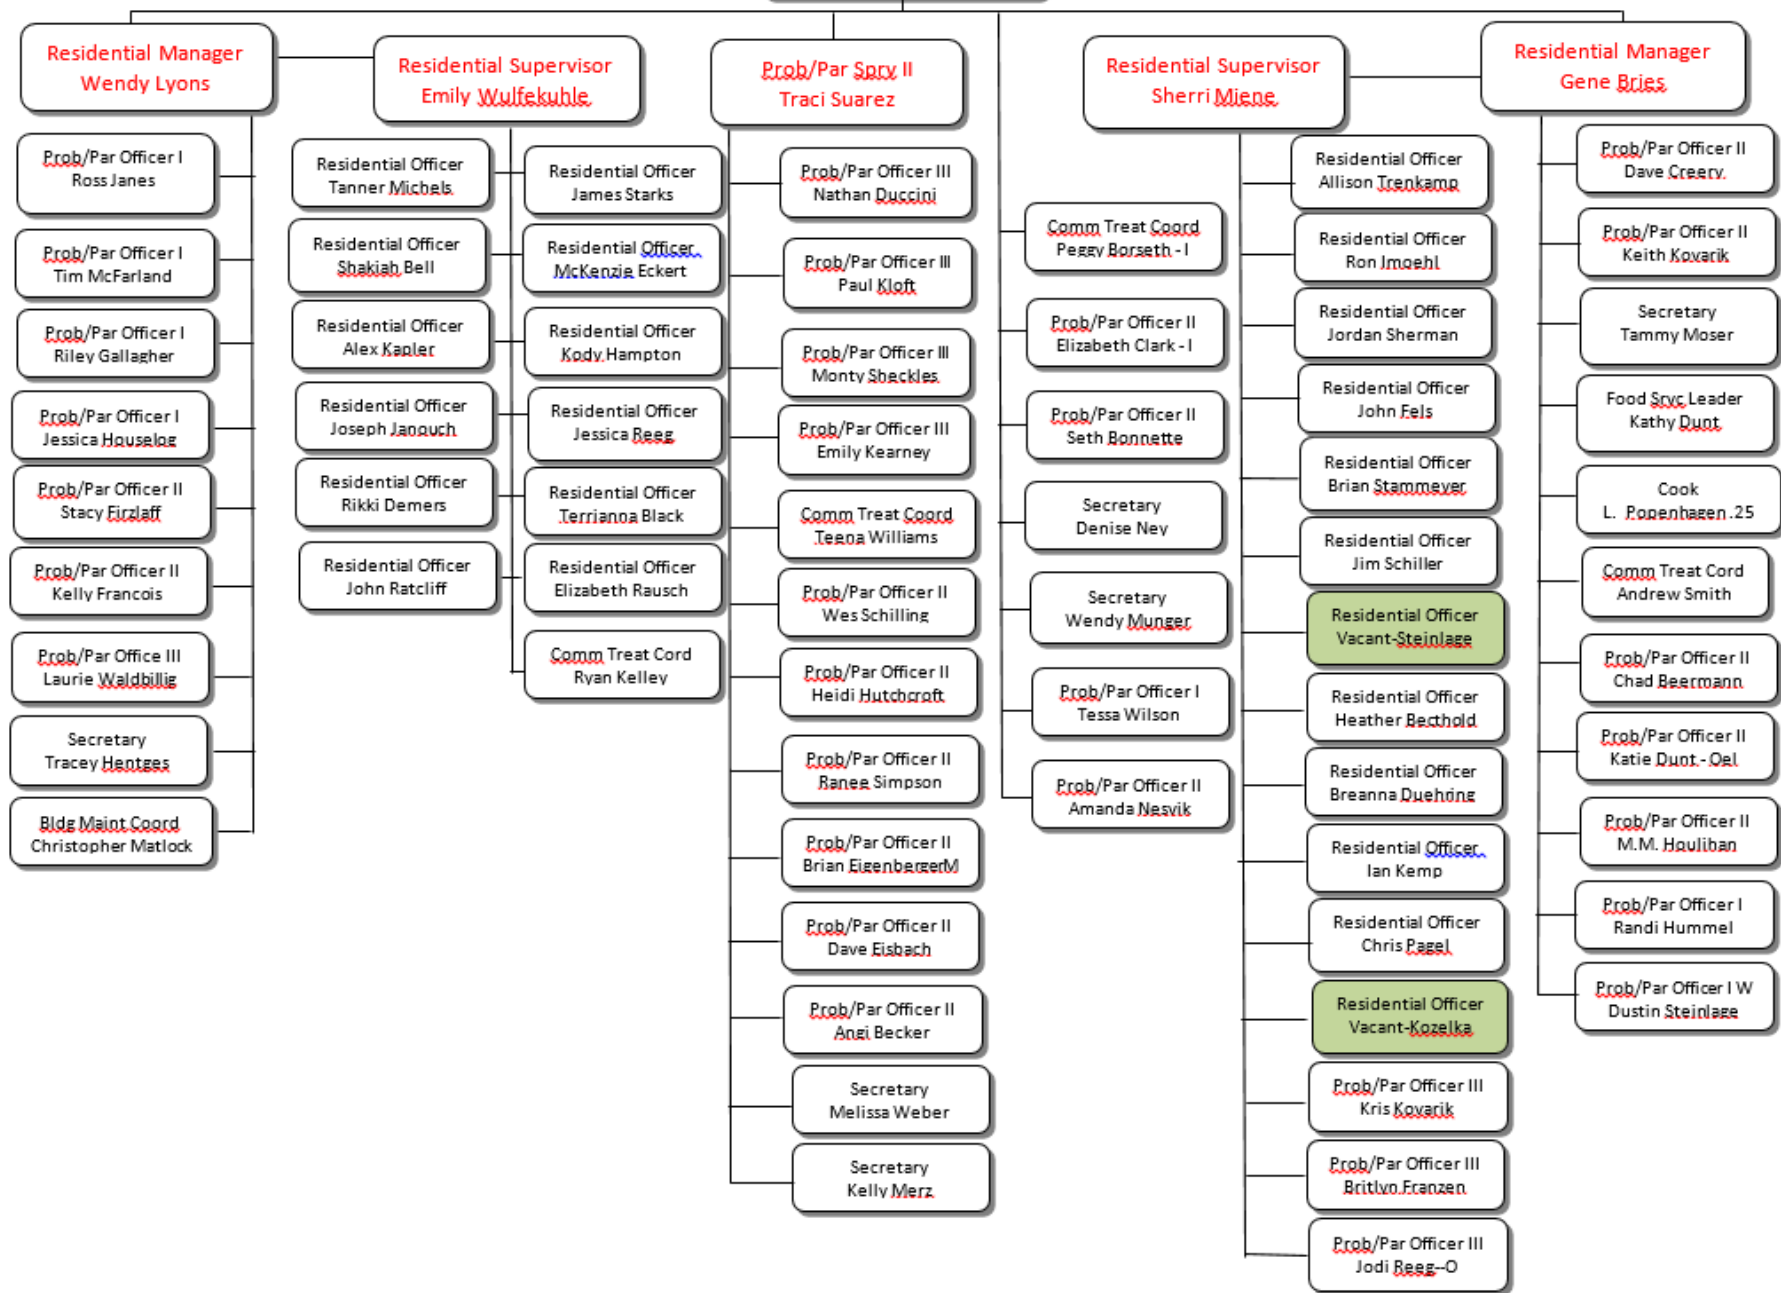 Residential Manager
Wendy Lyons
Prob/Par Officer I
Ross Janes
Prob/Par Officer I
Tim McFarland
Prob/Par Officer I
Riley Gallagher
Prob/Par Officer I
Jessica Houselog
Prob/Par Officer II
Stacy Firzlaff
Prob/Par Officer II
Kelly Francois
Prob/Par Office III
Laurie Waldbillig
Secretary
Tracey Hentges
Bldg Maint Coord
Christopher Matlock
Residential Supervisor
Emily Wulfekuhle
Residential Officer
Tanner Michels
Residential Officer
Shakiah Bell
Residential Officer
Alex Kapler
Residential Officer
Joseph Janouch
Residential Officer
Rikki Demers
Residential Officer
John Ratcliff
Residential Officer
James Starks
Residential Officer
McKenzie Eckert
Residential Officer
Kody Hampton
Residential Officer
Jessica Reeg
Residential Officer
Terrianna Black
Residential Officer
Elizabeth Rausch
Comm Treat Cord
Ryan Kelley
Prob/Par Sprv II
Traci Suarez
Prob/Par Officer III
Nathan Duccini
Prob/Par Officer III
Paul Kloft
Prob/Par Officer III
Monty Sheckles
Prob/Par Officer III
Emily Kearney
Comm Treat Coord
Teena Williams
Prob/Par Officer II
Wes Schilling
Prob/Par Officer II
Heidi Hutchcroft
Prob/Par Officer II
Ranee Simpson
Prob/Par Officer II
Brian EigenbergerM
Prob/Par Officer II
Dave Eisbach
Prob/Par Officer II
Angi Becker
Secretary
Melissa Weber
Secretary
Kelly Merz
Comm Treat Coord
Peggy Borseth - I
Prob/Par Officer II
Elizabeth Clark - I
Prob/Par Officer II
Seth Bonnette
Secretary
Denise Ney
Secretary
Wendy Munger
Prob/Par Officer I
Tessa Wilson
Prob/Par Officer II
Amanda Nesvik
Residential Supervisor
Sherri Miene
Residential Officer
Allison Trenkamp
Residential Officer
Ron Imoehl
Residential Officer
Jordan Sherman
Residential Officer
John Fels
Residential Officer
Brian Stammeyer
Residential Officer
Jim Schiller
Residential Officer
Vacant-Steinlage
Residential Officer
Heather Becthold
Residential Officer
Breanna Duehring
Residential Officer
Ian Kemp
Residential Officer
Chris Pagel
Residential Officer
Vacant-Kozelka
Prob/Par Officer III
Kris Kovarik
Prob/Par Officer III
Britlyn Franzen
Prob/Par Officer III
Jodi Reeg--O
Residential Manager
Gene Bries
Prob/Par Officer II
Dave Creery
Prob/Par Officer II
Keith Kovarik
Secretary
Tammy Moser
Food Srvc Leader
Kathy Dunt
Cook
L. Popenhagen .25
Comm Treat Cord
Andrew Smith
Prob/Par Officer II
Chad Beermann
Prob/Par Officer II
Katie Dunt - Oel
Prob/Par Officer II
M.M. Houlihan
Prob/Par Officer I
Randi Hummel
Prob/Par Officer I W
Dustin Steinlage